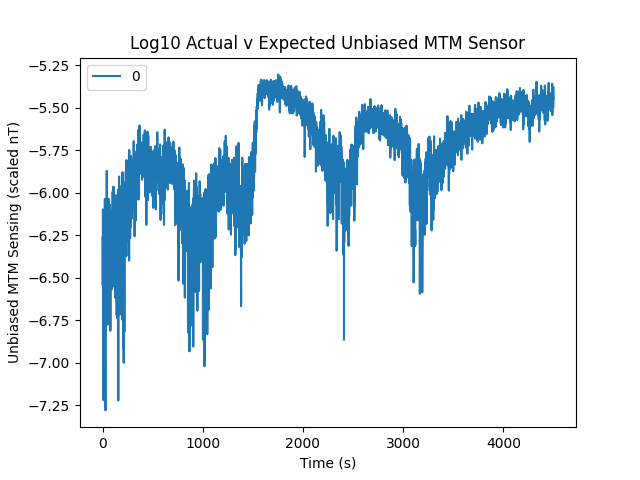 Log10 Actual v Expected Unbiased MTM Sensor
0
Unbiased MTM Sensing (scaled nT)
−5.25
−5.50
−5.75
−6.00
−6.25
−6.50
−6.75
−7.00
−7.25
0 1000 2000 3000 4000
Time (s)